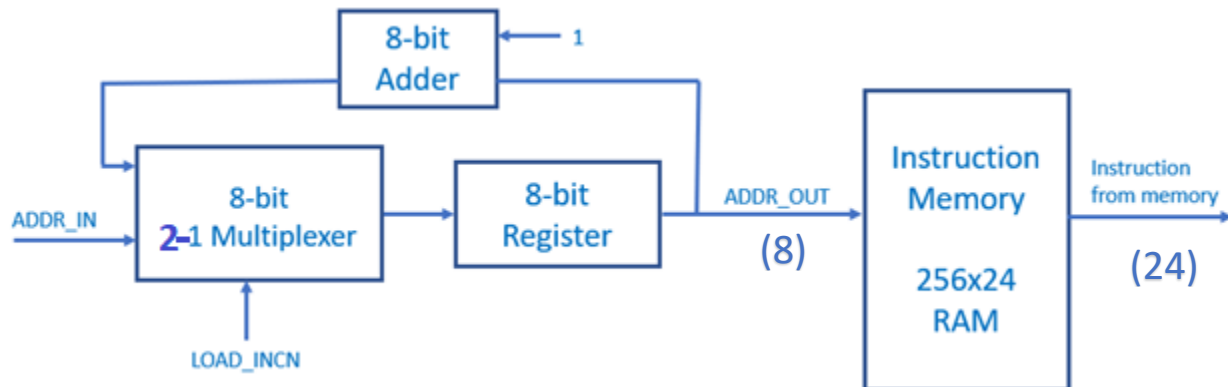 8-bit
Adder
1
8-bit
2-1 Multiplexer
8-bit
Register
ADDR_IN
LOAD_INCN
ADDR_OUT
(8)
Instruction
Memory
256x24
RAM
Instruction
from memory
(24)